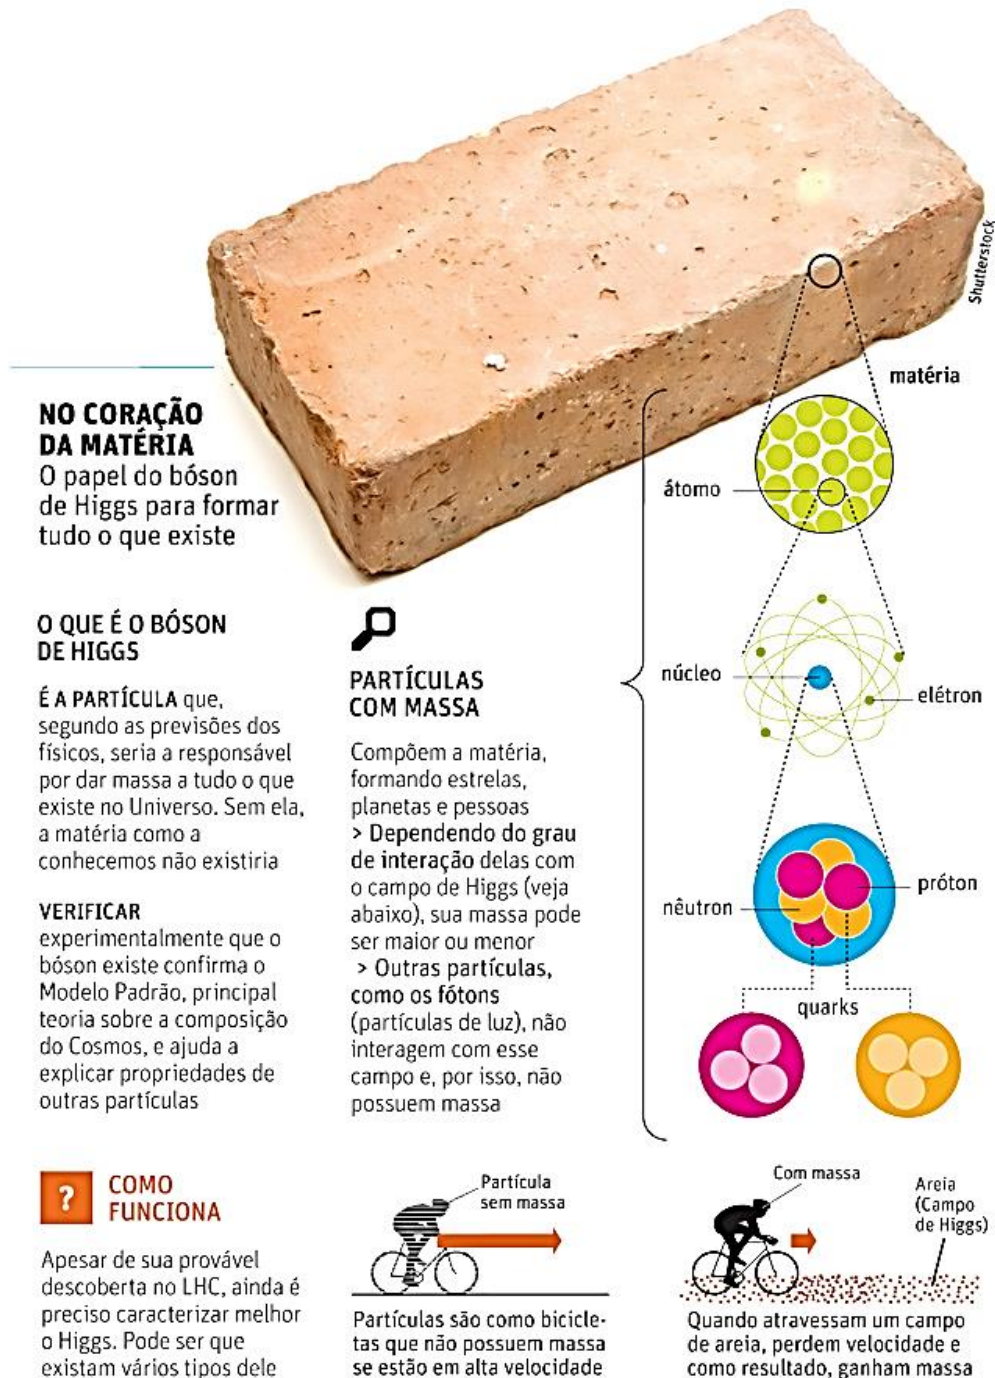 Shutterstock
NO CORAÇÃO
DA MATÉRIA
O papel do bóson
de Higgs para formar
tudo o que existe
O QUE É O BÓSON
DE HIGGS
É A PARTÍCULA que,
segundo as previsões dos
físicos, seria a responsável
por dar massa a tudo o que
existe no Universo. Sem ela,
a matéria como a
conhecemos não existiria
VERIFICAR
experimentalmente que o
bóson existe confirma o
Modelo Padrão, principal
teoria sobre a composição
do Cosmos, e ajuda a
explicar propriedades de
outras partículas
PARTÍCULAS
COM MASSA
Compõem a matéria,
formando estrelas,
planetas e pessoas
> Dependendo do grau
de interação delas com
o campo de Higgs (veja
abaixo), sua massa pode
ser maior ou menor
> Outras partículas,
como os fótons
(partículas de luz), não
interagem com esse
campo e, por isso, não
possuem massa
matéria
átomo
núcleo
elétron
próton
nêutron
quarks
?
COMO
FUNCIONA
Apesar de sua provável
descoberta no LHC, ainda é
preciso caracterizar melhor
o Higgs. Pode ser que
existam vários tipos dele
Partícula
sem massa
Partículas são como bicicle-
tas que não possuem massa
se estão em alta velocidade
Com massa
Areia
(Campo
de Higgs)
Quando atravessam um campo
de areia, perdem velocidade e
como resultado, ganham massa